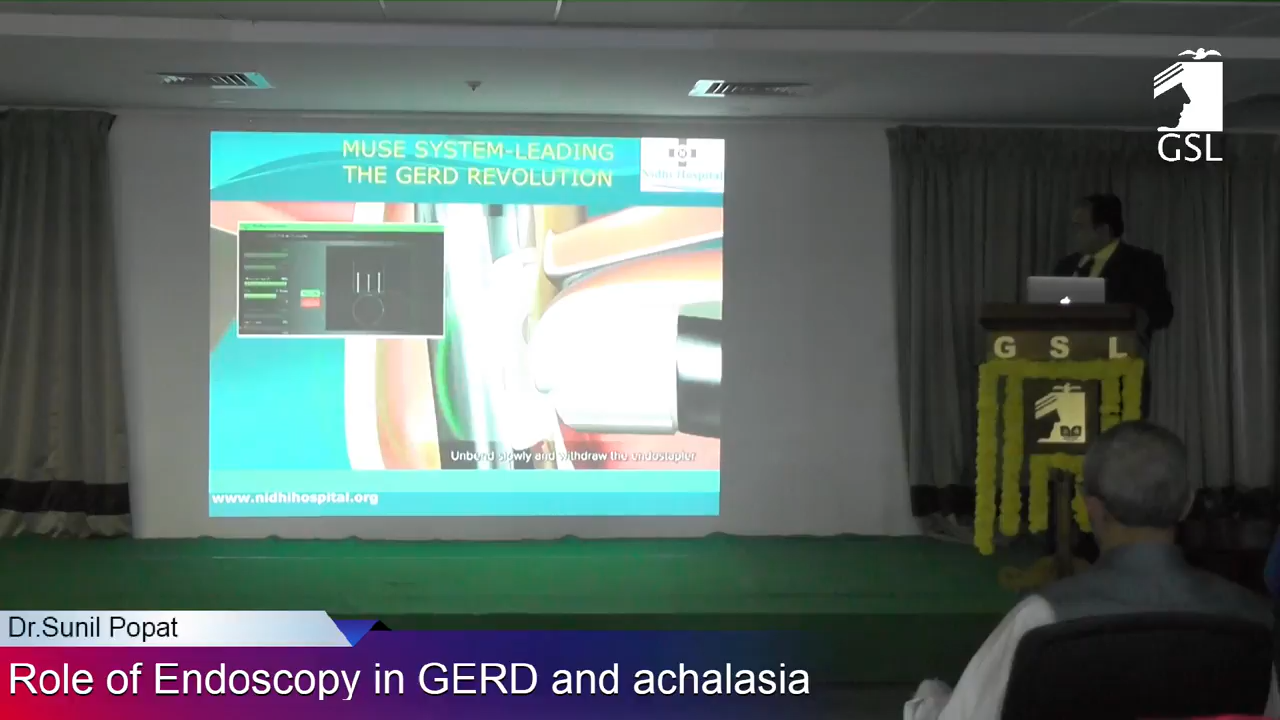 GSL
MUSE SYSTEM-LEADING
THE GERD REVOLUTION
Nidhi Hospital
Unbend slowly and withdraw the endostapler
www.nidhihospital.org
G S L
Dr.Sunil Popat
Role of Endoscopy in GERD and achalasia